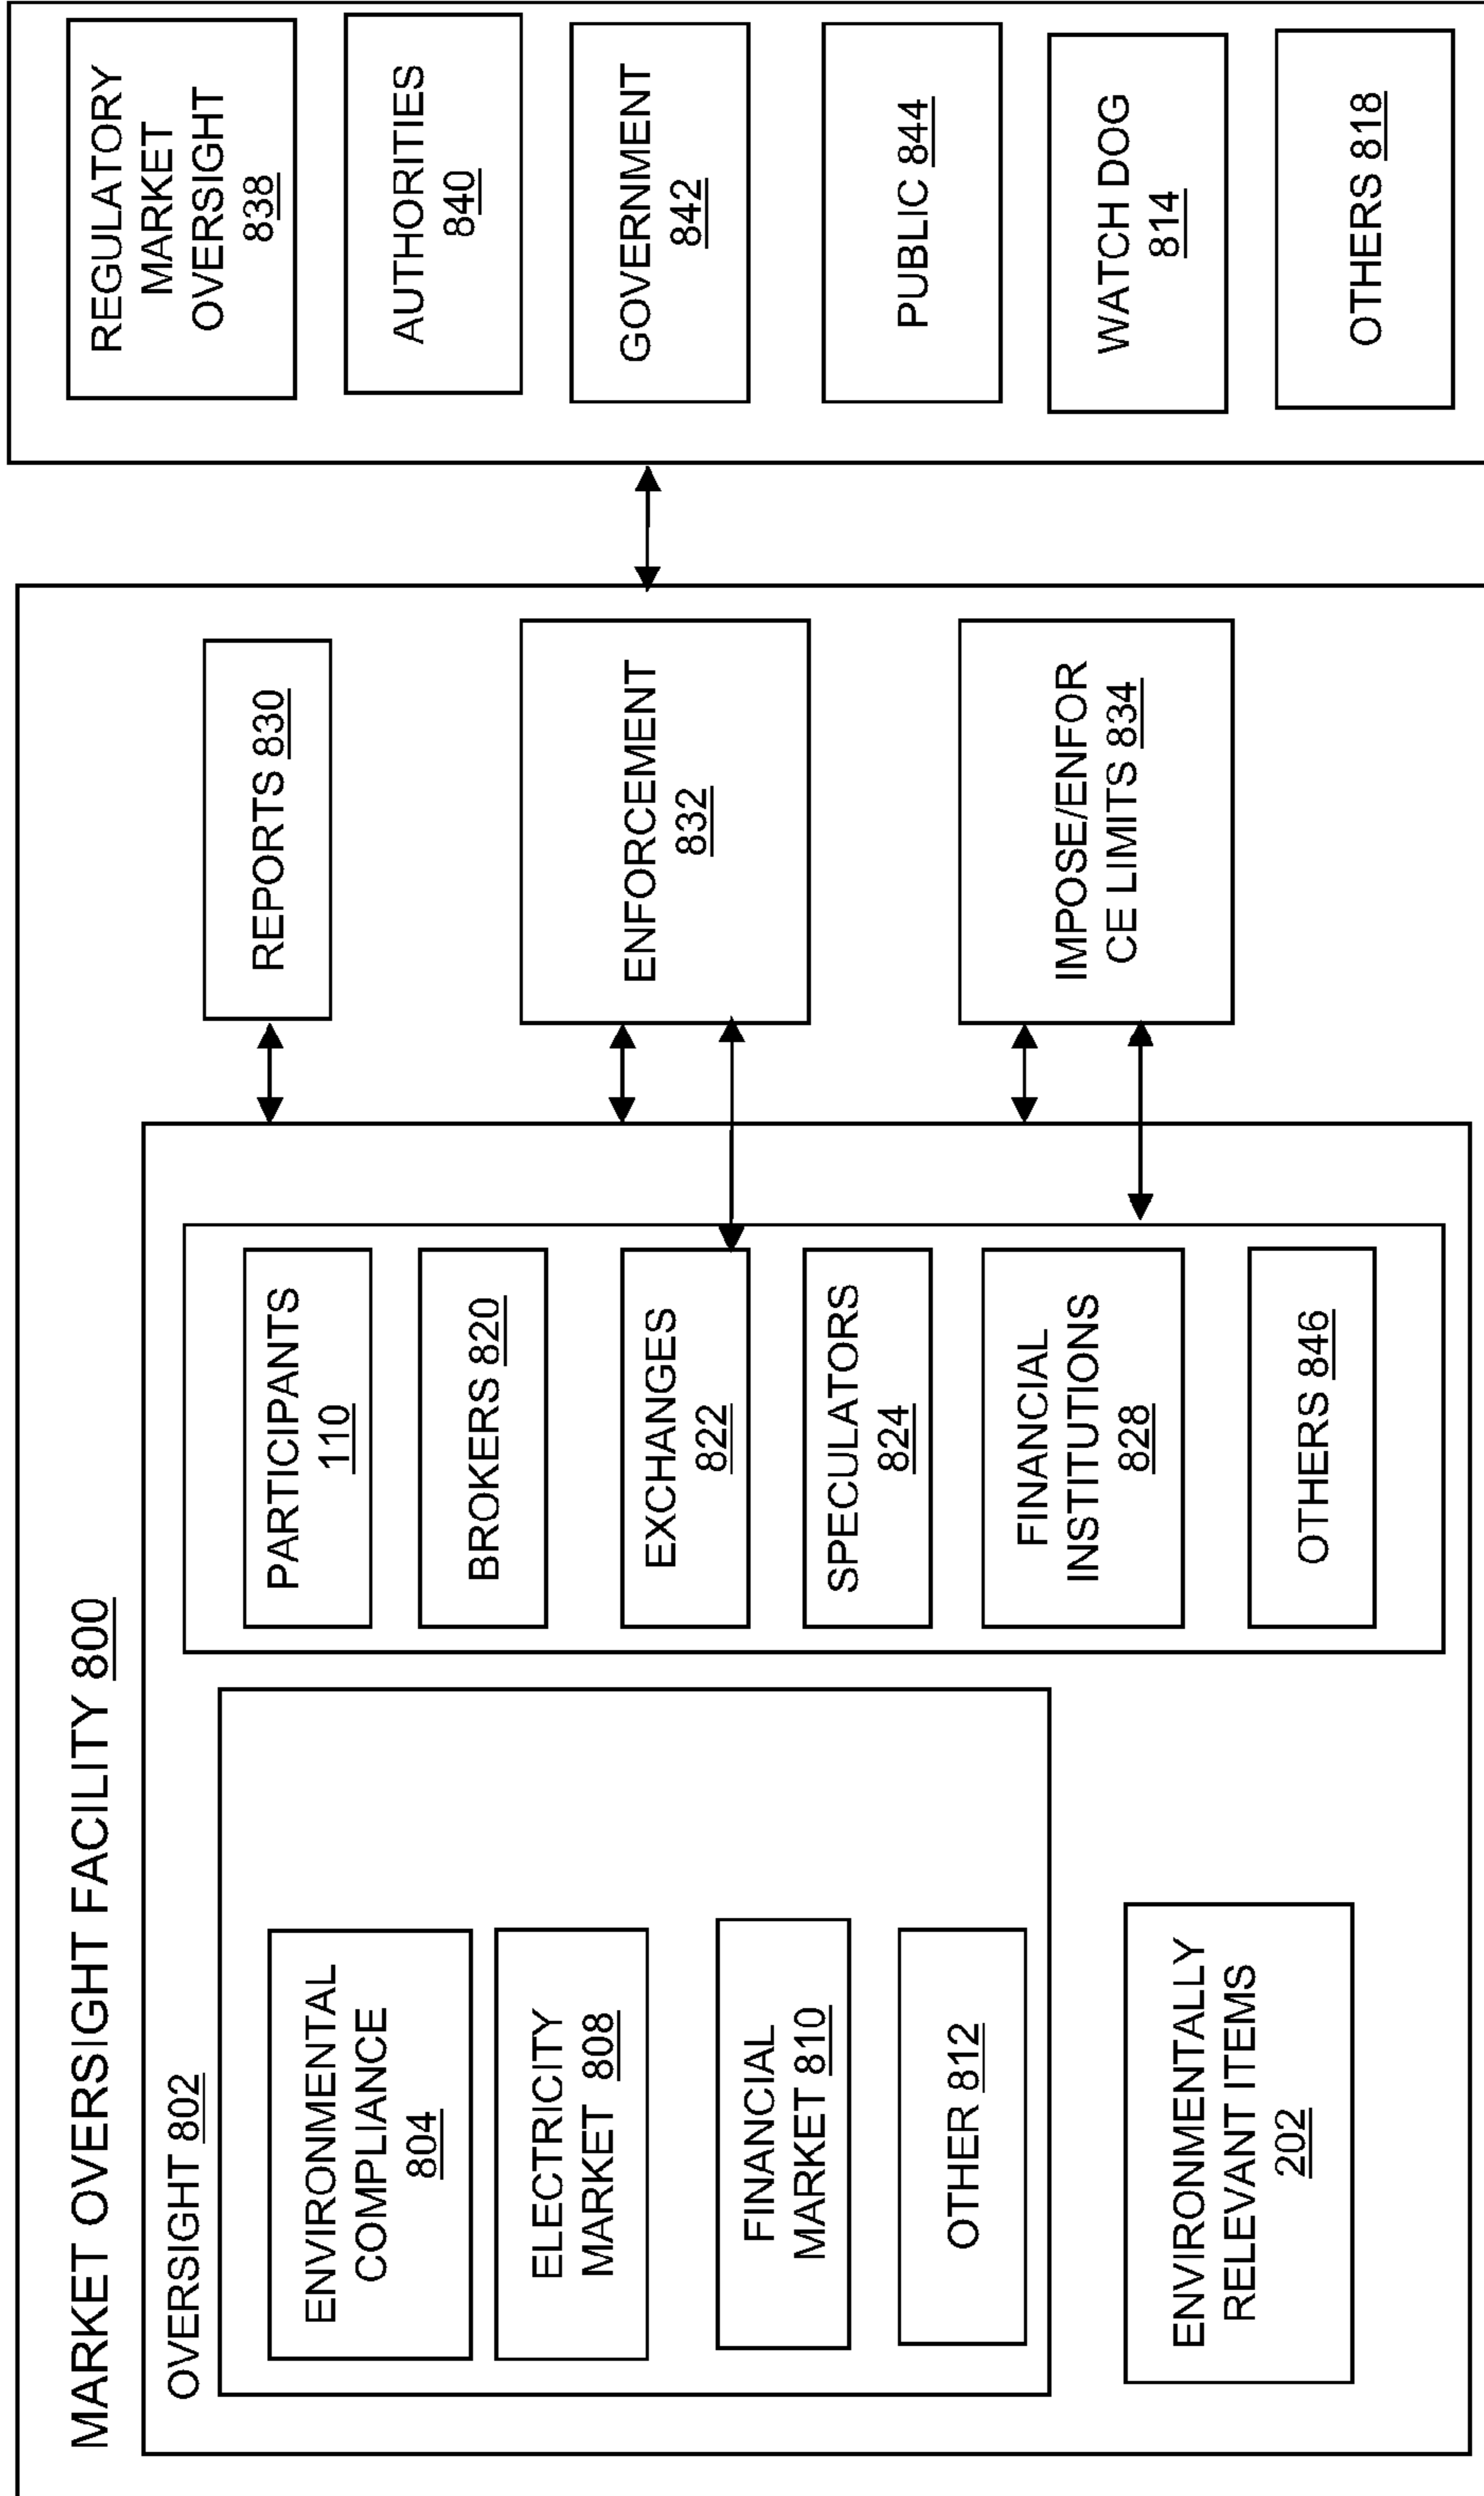 MARKET OVERSIGHT FACILITY 800
OVERSIGHT 802
ENVIRONMENTAL
COMPLIANCE
804
ELECTRICITY
MARKET 808
FINANCIAL
MARKET 810
OTHER 812
ENVIRONMENTALLY
RELEVANT ITEMS
202
PARTICIPANTS
110
BROKERS 820
EXCHANGES
822
SPECULATORS
824
FINANCIAL
INSTITUTIONS
828
OTHERS 846
REPORTS 830
ENFORCEMENT
832
IMPOSE/ENFOR
CE LIMITS 834
REGULATORY
MARKET
OVERSIGHT
838
AUTHORITIES
840
GOVERNMENT
842
PUBLIC 844
WATCH DOG
814
OTHERS 818